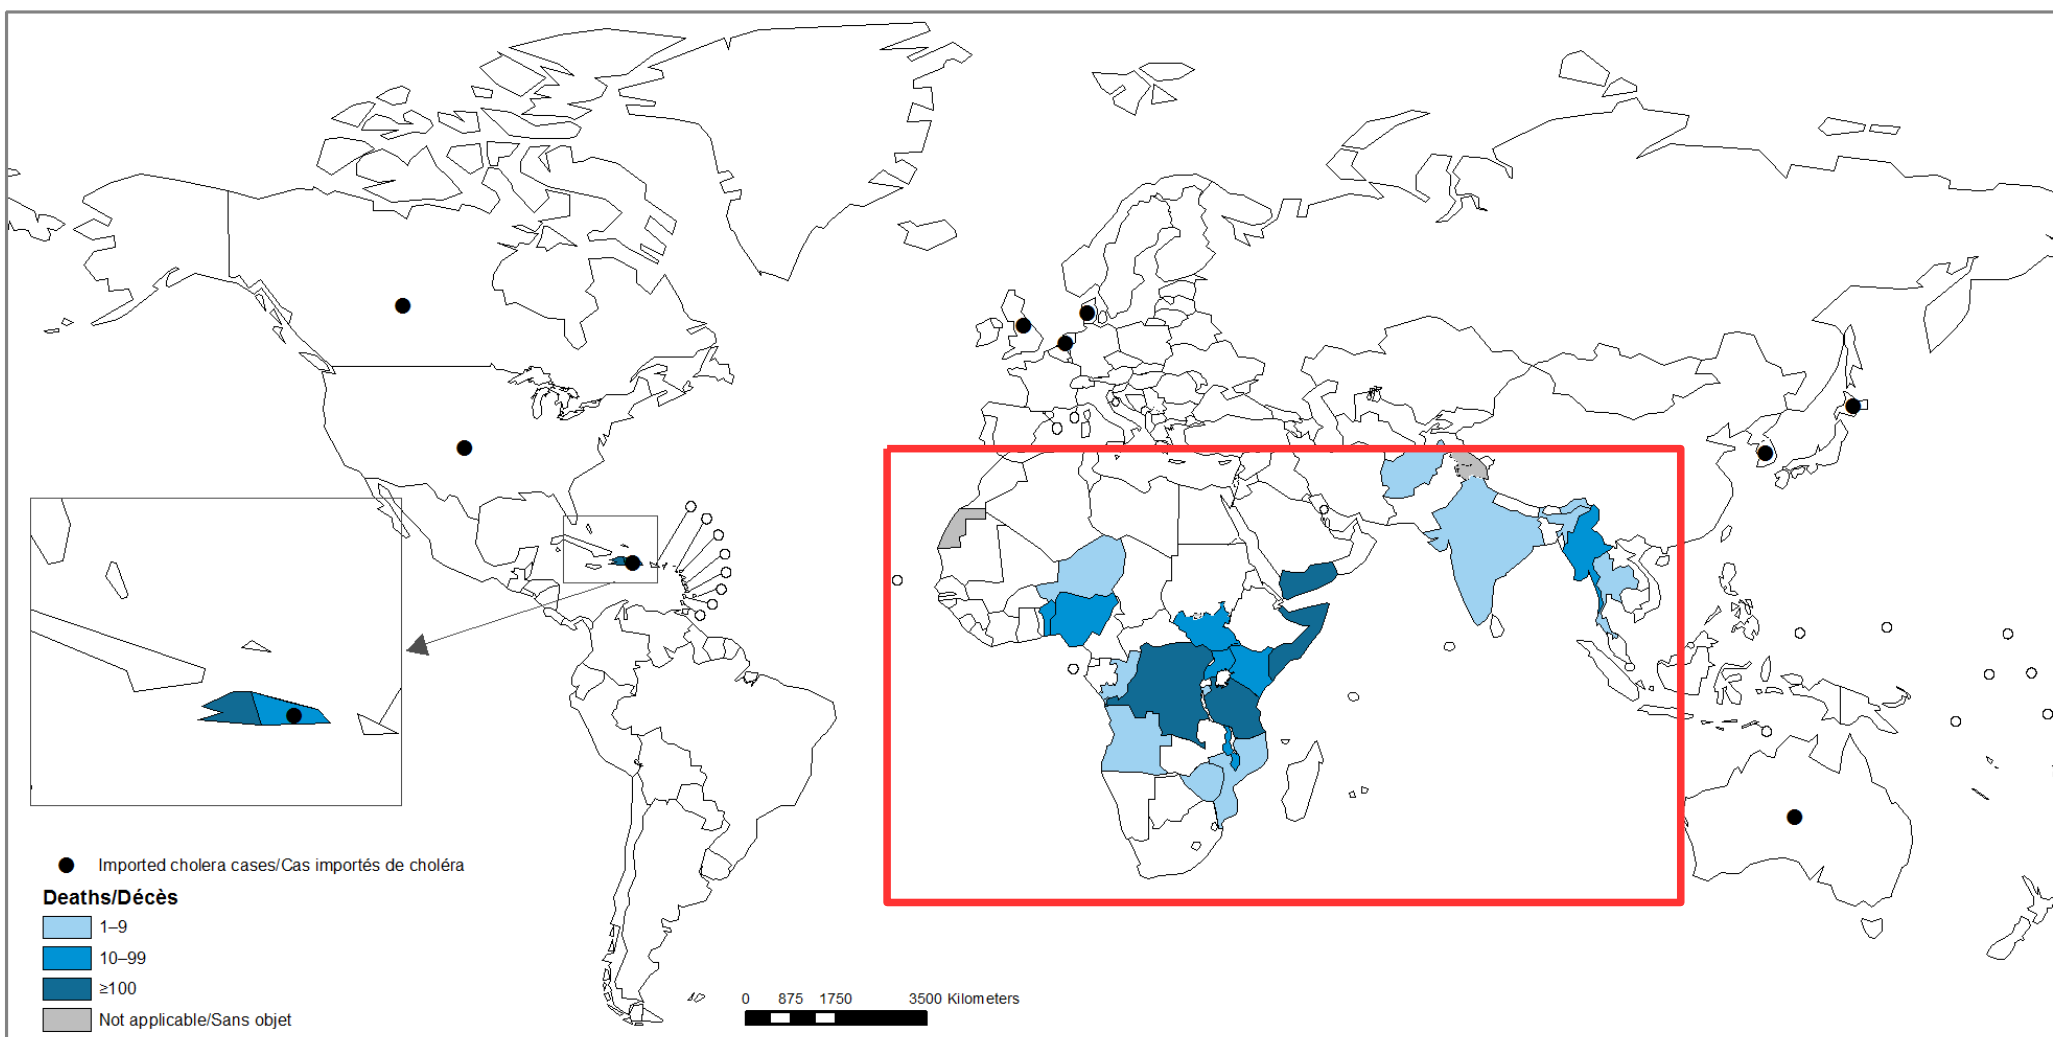 Imported cholera cases/Cas importés de choléra
Deaths/Décès
1–9
10–99
≥100
Not applicable/Sans objet
0 875 1750 3500 Kilometers